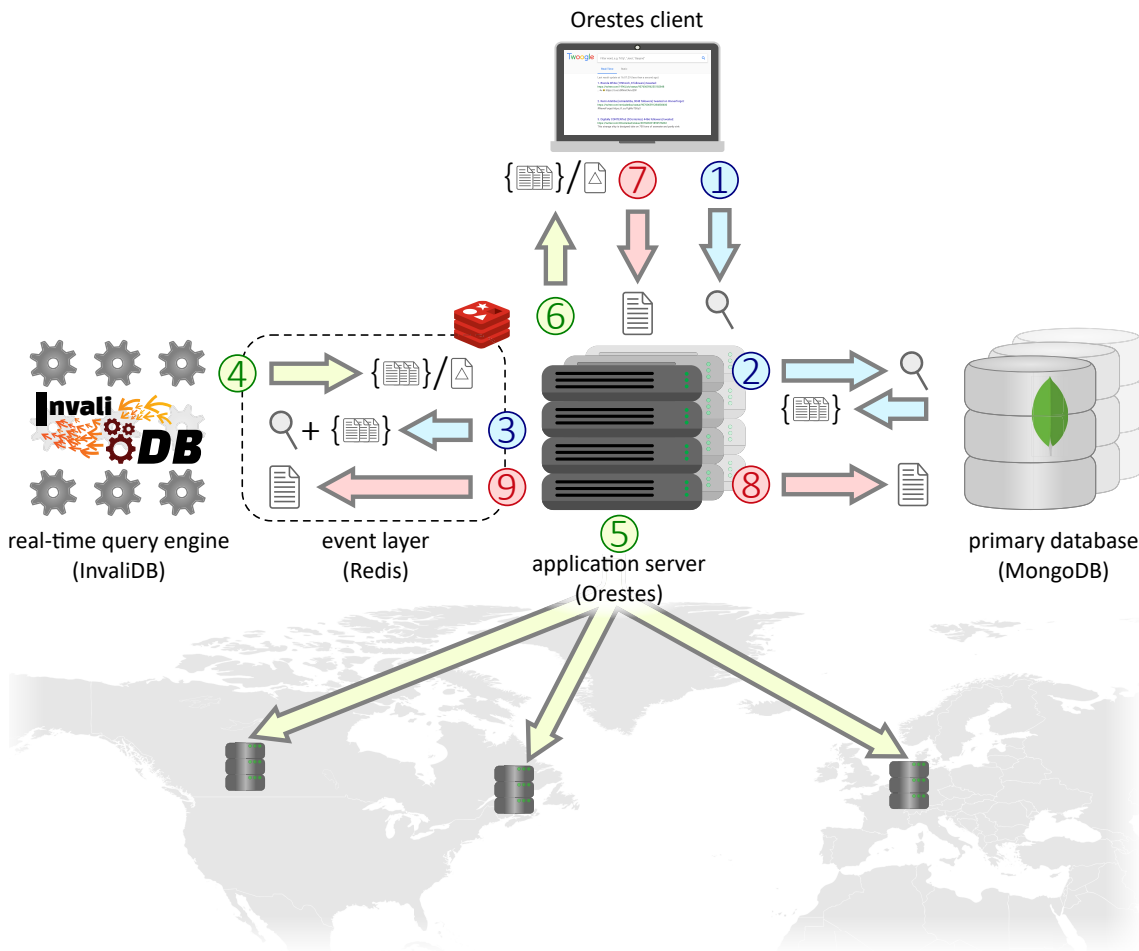 Orestes client
Twoogle
{ }/
7
1
6
4
{ }/
2
{ }
Invali
DB
+ { }
3
9
8
5
real-time query engine
(InvaliDB)
event layer
(Redis)
application server
(Orestes)
primary database
(MongoDB)